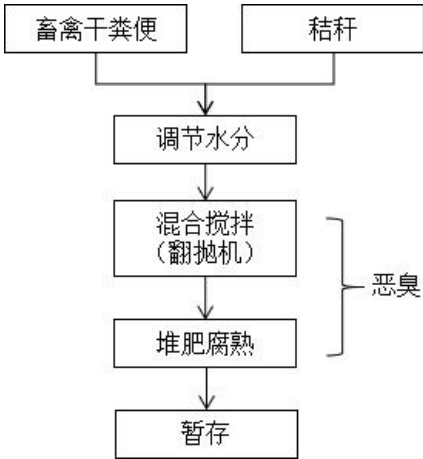 畜禽干粪便
秸秆
调节水分
混合搅拌
（翻抛机）
恶臭
堆肥腐熟
暂存